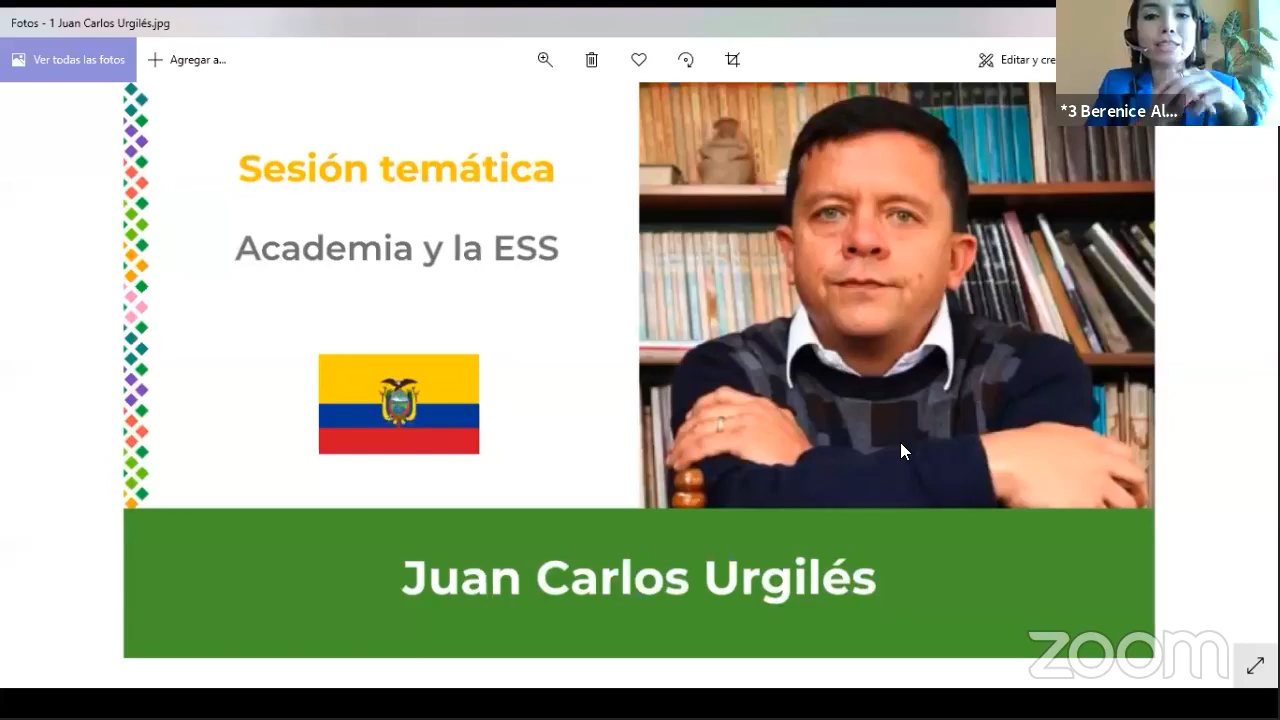 Fotos - 1 Juan Carlos Urgilés.jpg
Ver todas las fotos
Agregar a...
Editar y cre
*3 Berenice Al...
Sesión temática
Academia y la ESS
Juan Carlos Urgilés
zoom